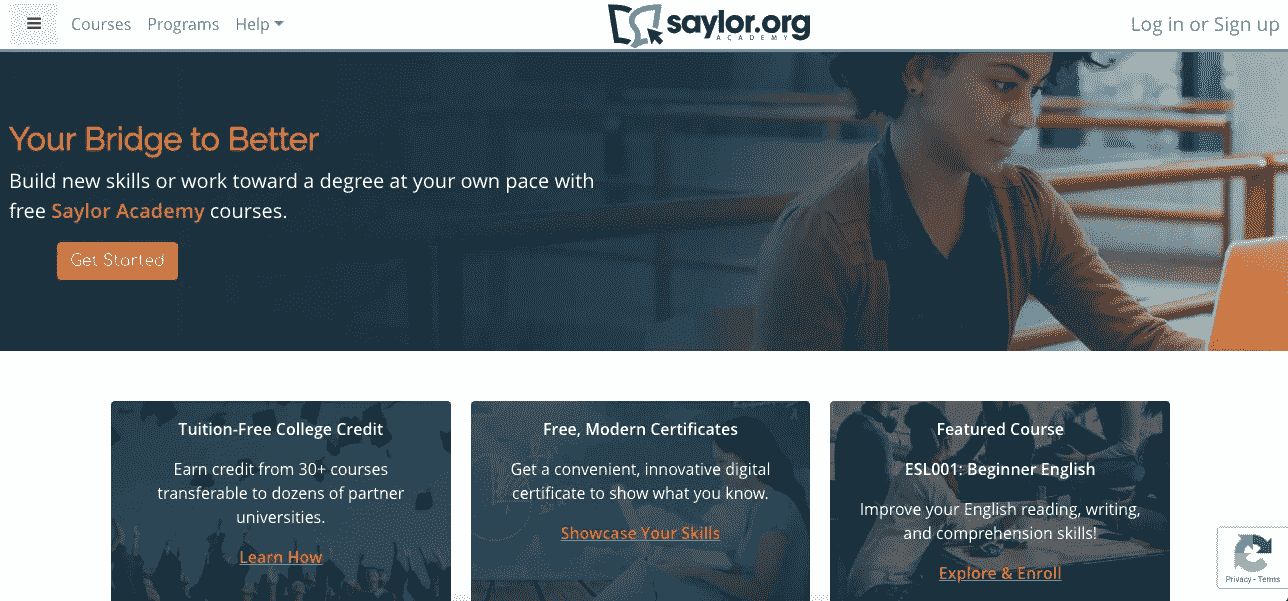 Courses Programs Help
saylor.org
ACADEMY
Log in or Sign up
Your Bridge to Better
Build new skills or work toward a degree at your own pace with
free Saylor Academy courses.
Get Started
Tuition-Free College Credit
Earn credit from 30+ courses
transferable to dozens of partner
universities.
Learn How
Free, Modern Certificates
Get a convenient, innovative digital
certificate to show what you know.
Showcase Your Skills
Featured Course
ESL001: Beginner English
Improve your English reading, writing,
and comprehension skills!
Explore & Enroll
Privacy - Terms